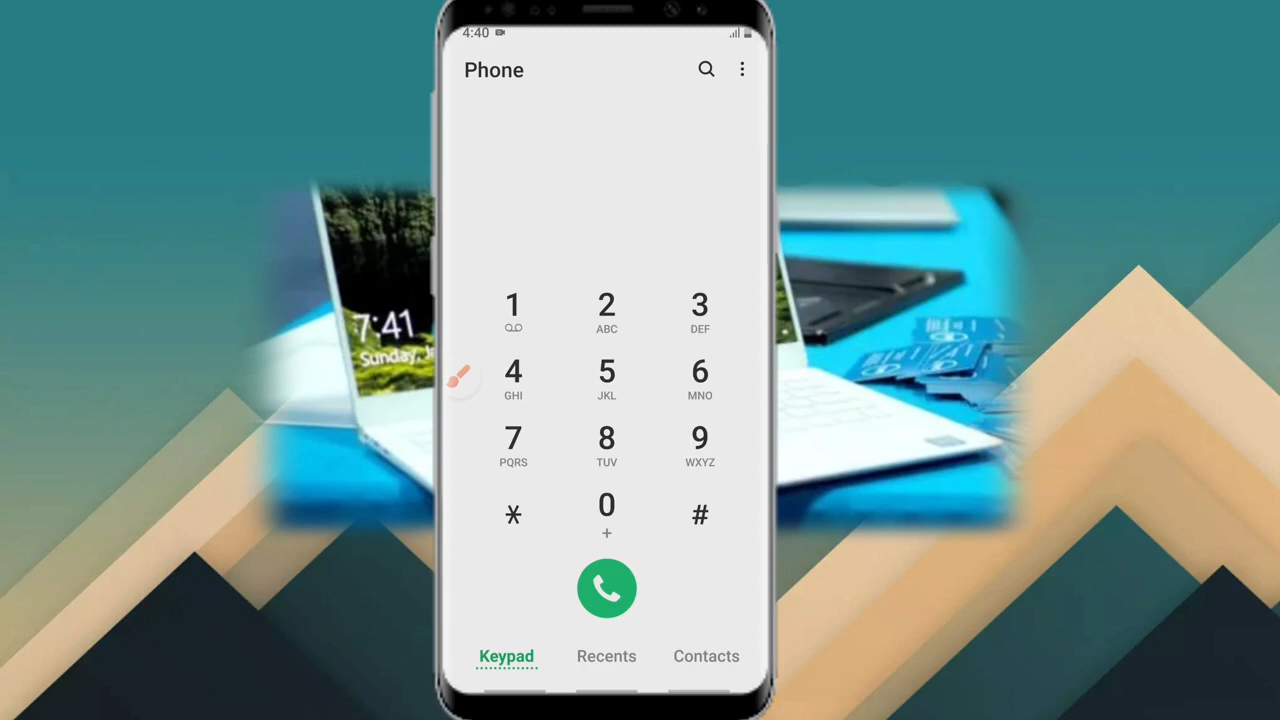 4:40
Phone
1 2 3
ABC DEF
4 5 6
GHI JKL MNO
7 8 9
PQRS TUV WXYZ
* 0 #
+
Keypad Recents Contacts
7:41
Sunday,